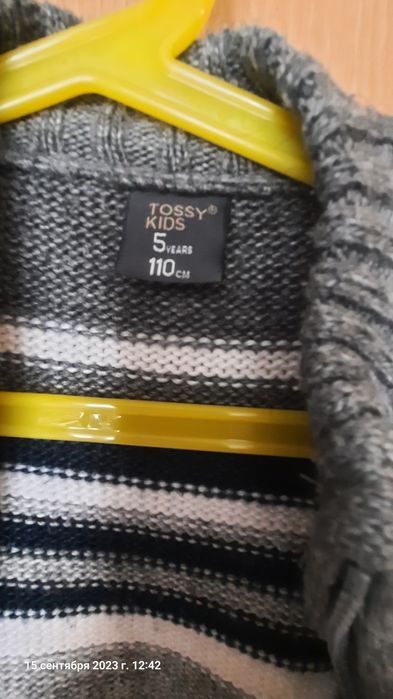 TOSSY®
KIDS
5 YEARS
110 CM
15 сентября 2023 г. 12:42